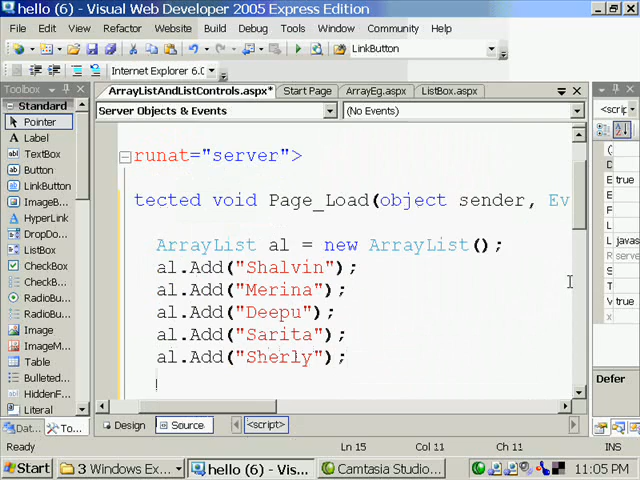 hello (6) - Visual Web Developer 2005 Express Edition
File Edit View Refactor Website Build Debug Tools Window Community Help
LinkButton
Internet Explorer 6.0
Toolbox
ArrayListAndListControls.aspx* Start Page ArrayEg.aspx ListBox.aspx
<scrip
Standard
Server Objects & Events (No Events)
Pointer
Label
TextBox
Button
LinkButton
ImageB...
HyperLink
DropDo...
ListBox
CheckBox
CheckB...
RadioBu...
RadioBu...
Image
ImageM...
Table
Bulleted...
HiddenF...
Literal
runat="server">
tected void Page_Load(object sender, Ev
ArrayList al = new ArrayList();
al.Add("Shalvin");
al.Add("Merina");
al.Add("Deepu");
al.Add("Sarita");
al.Add("Sherly");
(
D
E true
E
F
L
L javas
R serve
S
T
V true
x
Defer
Dat... To...
Design Source <script>
Ready Ln 15 Col 11 Ch 11 INS
Start 3 Windows Ex... hello (6) - Visu... Camtasia Studio... 11:05 PM